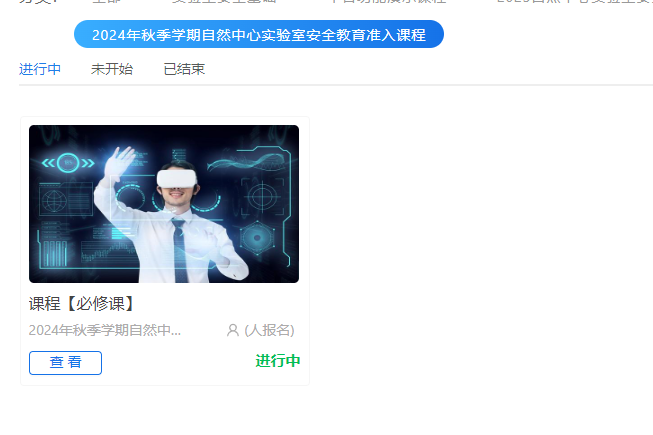 2024年秋季学期自然中心实验室安全教育准入课程
进行中 未开始 已结束
课程【必修课】
2024年秋季学期自然中... (人报名)
查 看 进行中